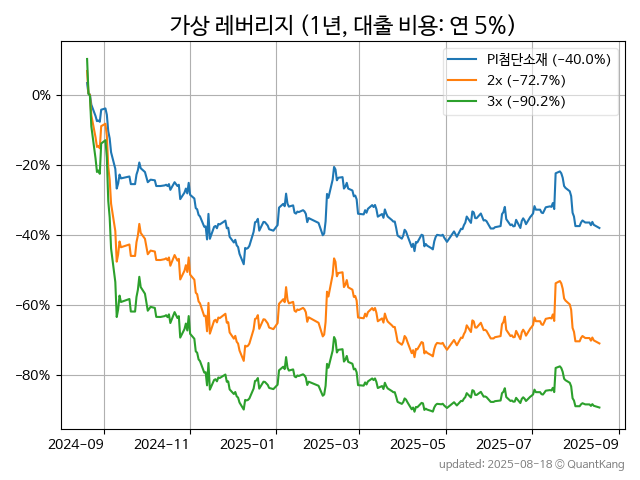 가상 레버리지 (1년, 대출 비용: 연 5%)
PI첨단소재 (−40.0%)
2x (−72.7%)
3x (−90.2%)
0%
−20%
−40%
−60%
−80%
2024-09 2024-11 2025-01 2025-03 2025-05 2025-07 2025-09
updated: 2025-08-18 © QuantKang